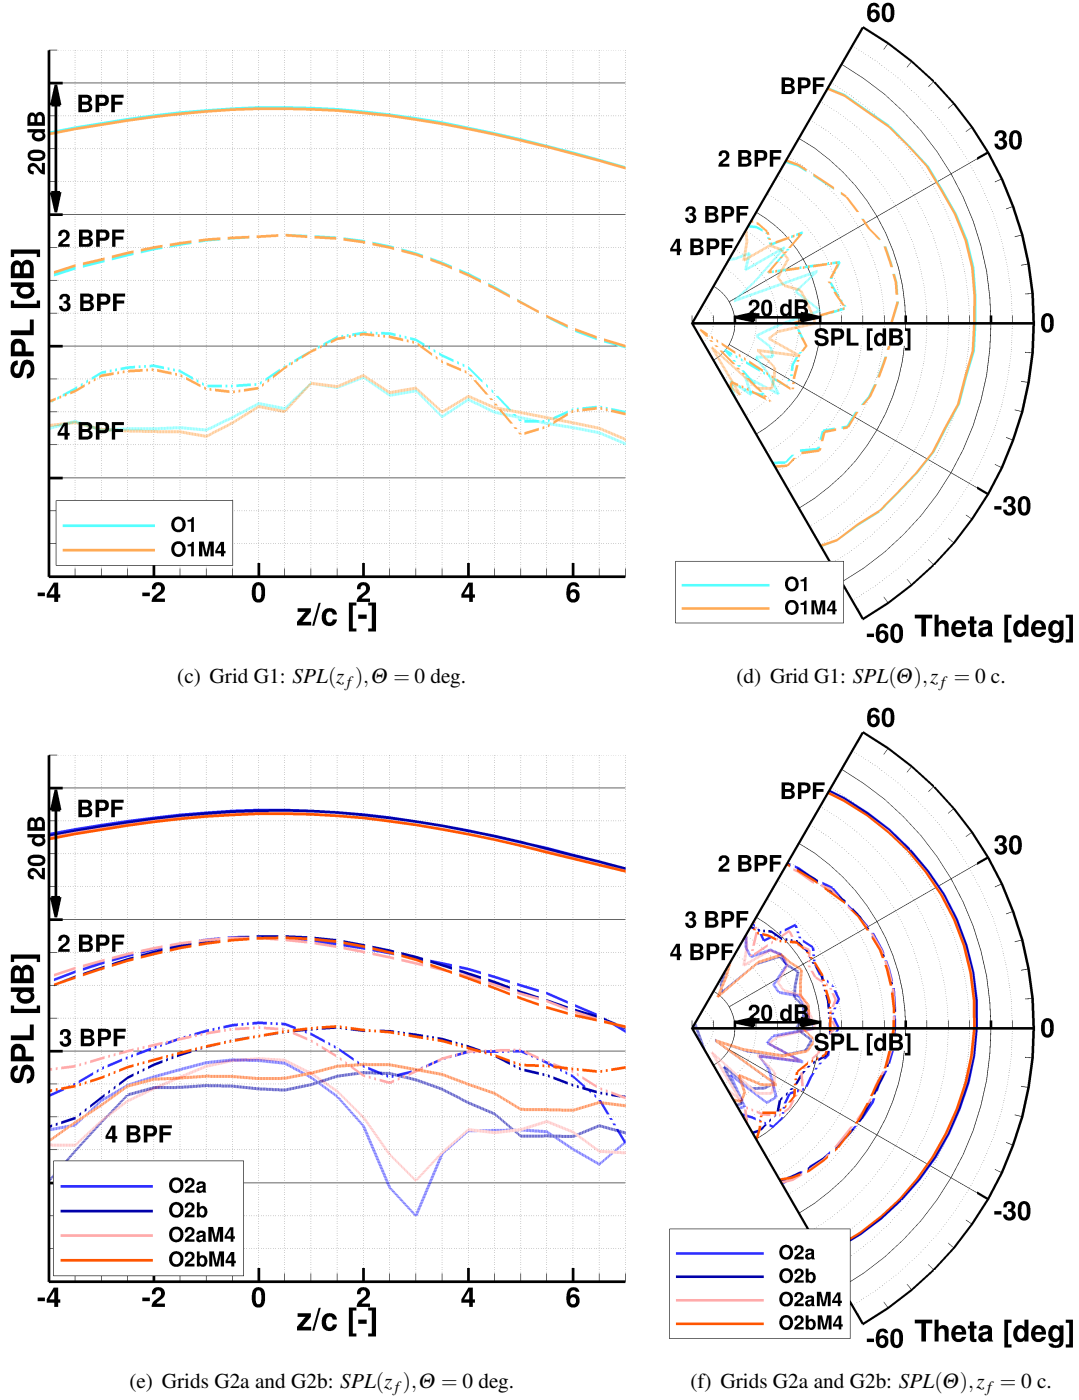 BPF
20 dB
2 BPF
3 BPF
4 BPF
SPL [dB]
O1
O1M4
-4 -2 0 2 4 6
z/c [-]
(c) Grid G1: SPL(z_f), Θ = 0 deg.
60
BPF
30
2 BPF
3 BPF
4 BPF
20 dB
SPL [dB]
0
-30
O1
O1M4
-60 Theta [deg]
(d) Grid G1: SPL(Θ), z_f = 0 c.
BPF
20 dB
2 BPF
3 BPF
4 BPF
SPL [dB]
O2a
O2b
O2aM4
O2bM4
-4 -2 0 2 4 6
z/c [-]
(e) Grids G2a and G2b: SPL(z_f), Θ = 0 deg.
60
BPF
30
2 BPF
3 BPF
4 BPF
20 dB
SPL [dB]
0
-30
O2a
O2b
O2aM4
O2bM4
-60 Theta [deg]
(f) Grids G2a and G2b: SPL(Θ), z_f = 0 c.